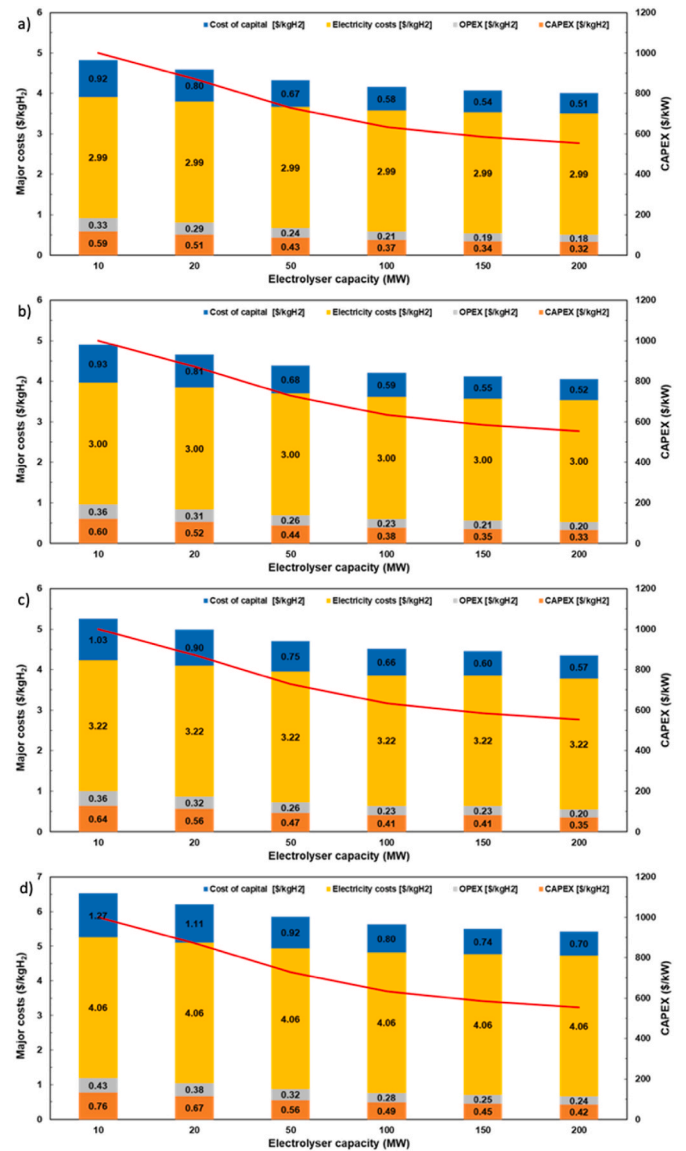 a)
Cost of capital [$/kgH2] Electricity costs [$/kgH2] OPEX [$/kgH2] CAPEX [$/kgH2]
Major costs ($/kgH₂)
CAPEX ($/kW)
6 1200
5 1000
4 800
3 600
2 400
1 200
0 0
0.92 0.80 0.67 0.58 0.54 0.51
2.99 2.99 2.99 2.99 2.99 2.99
0.33 0.29 0.24 0.21 0.19 0.18
0.59 0.51 0.43 0.37 0.34 0.32
10 20 50 100 150 200
Electrolyser capacity (MW)
b)
Cost of capital [$/kgH2] Electricity costs [$/kgH2] OPEX [$/kgH2] CAPEX [$/kgH2]
Major costs ($/kgH₂)
CAPEX ($/kW)
6 1200
5 1000
4 800
3 600
2 400
1 200
0 0
0.93 0.81 0.68 0.59 0.55 0.52
3.00 3.00 3.00 3.00 3.00 3.00
0.36 0.31 0.26 0.23 0.21 0.20
0.60 0.52 0.44 0.38 0.35 0.33
10 20 50 100 150 200
Electrolyser capacity (MW)
c)
Cost of capital [$/kgH2] Electricity costs [$/kgH2] OPEX [$/kgH2] CAPEX [$/kgH2]
Major costs ($/kgH₂)
CAPEX ($/kW)
6 1200
5 1000
4 800
3 600
2 400
1 200
0 0
1.03 0.90 0.75 0.66 0.60 0.57
3.22 3.22 3.22 3.22 3.22 3.22
0.36 0.32 0.26 0.23 0.23 0.20
0.64 0.56 0.47 0.41 0.41 0.35
10 20 50 100 150 200
Electrolyser capacity (MW)
d)
Cost of capital [$/kgH2] Electricity costs [$/kgH2] OPEX [$/kgH2] CAPEX [$/kgH2]
Major costs ($/kgH₂)
CAPEX ($/kW)
7 1200
6 1000
5 800
4 600
3 400
2 200
1 0
0
1.27 1.11 0.92 0.80 0.74 0.70
4.06 4.06 4.06 4.06 4.06 4.06
0.43 0.38 0.32 0.28 0.25 0.24
0.76 0.67 0.56 0.49 0.45 0.42
10 20 50 100 150 200
Electrolyser capacity (MW)